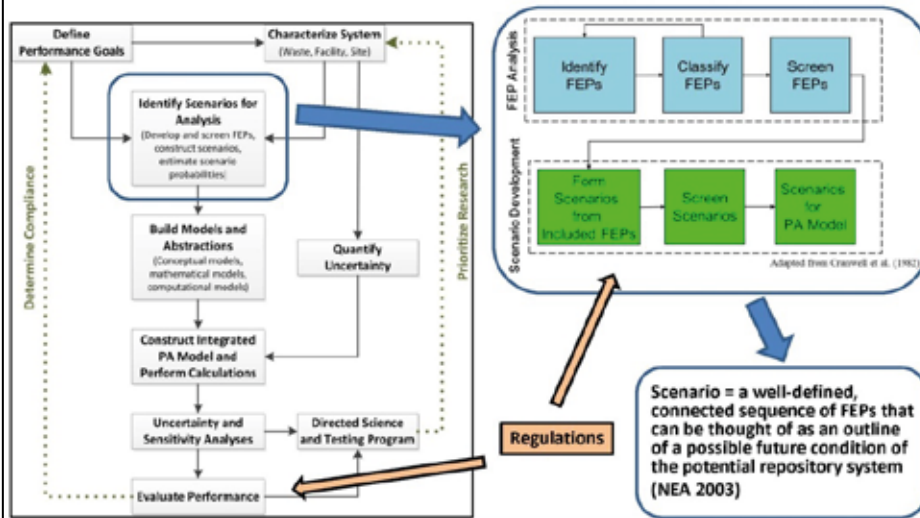 Define
Performance Goals
Characterize System
(Waste, Facility, Site)
Identify Scenarios for
Analysis
(Develop and screen FEPs,
construct scenarios,
estimate scenario
probabilities)
Build Models and
Abstractions
(Conceptual models,
mathematical models,
computational models)
Quantify
Uncertainty
Construct Integrated
PA Model and
Perform Calculations
Uncertainty and
Sensitivity Analyses
Directed Science
and Testing Program
Evaluate Performance
Determine Compliance
Prioritize Research
FEP Analysis
Identify
FEPs
Classify
FEPs
Screen
FEPs
Scenario Development
Form
Scenarios
from
Included FEPs
Screen
Scenarios
Scenarios
for
PA Model
Adapted from Cranwell et al. (1982)
Regulations
Scenario = a well-defined,
connected sequence of FEPs that
can be thought of as an outline
of a possible future condition of
the potential repository system
(NEA 2003)